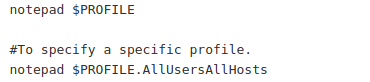 notepad $PROFILE
#To specify a specific profile.
notepad $PROFILE.AllUsersAllHosts